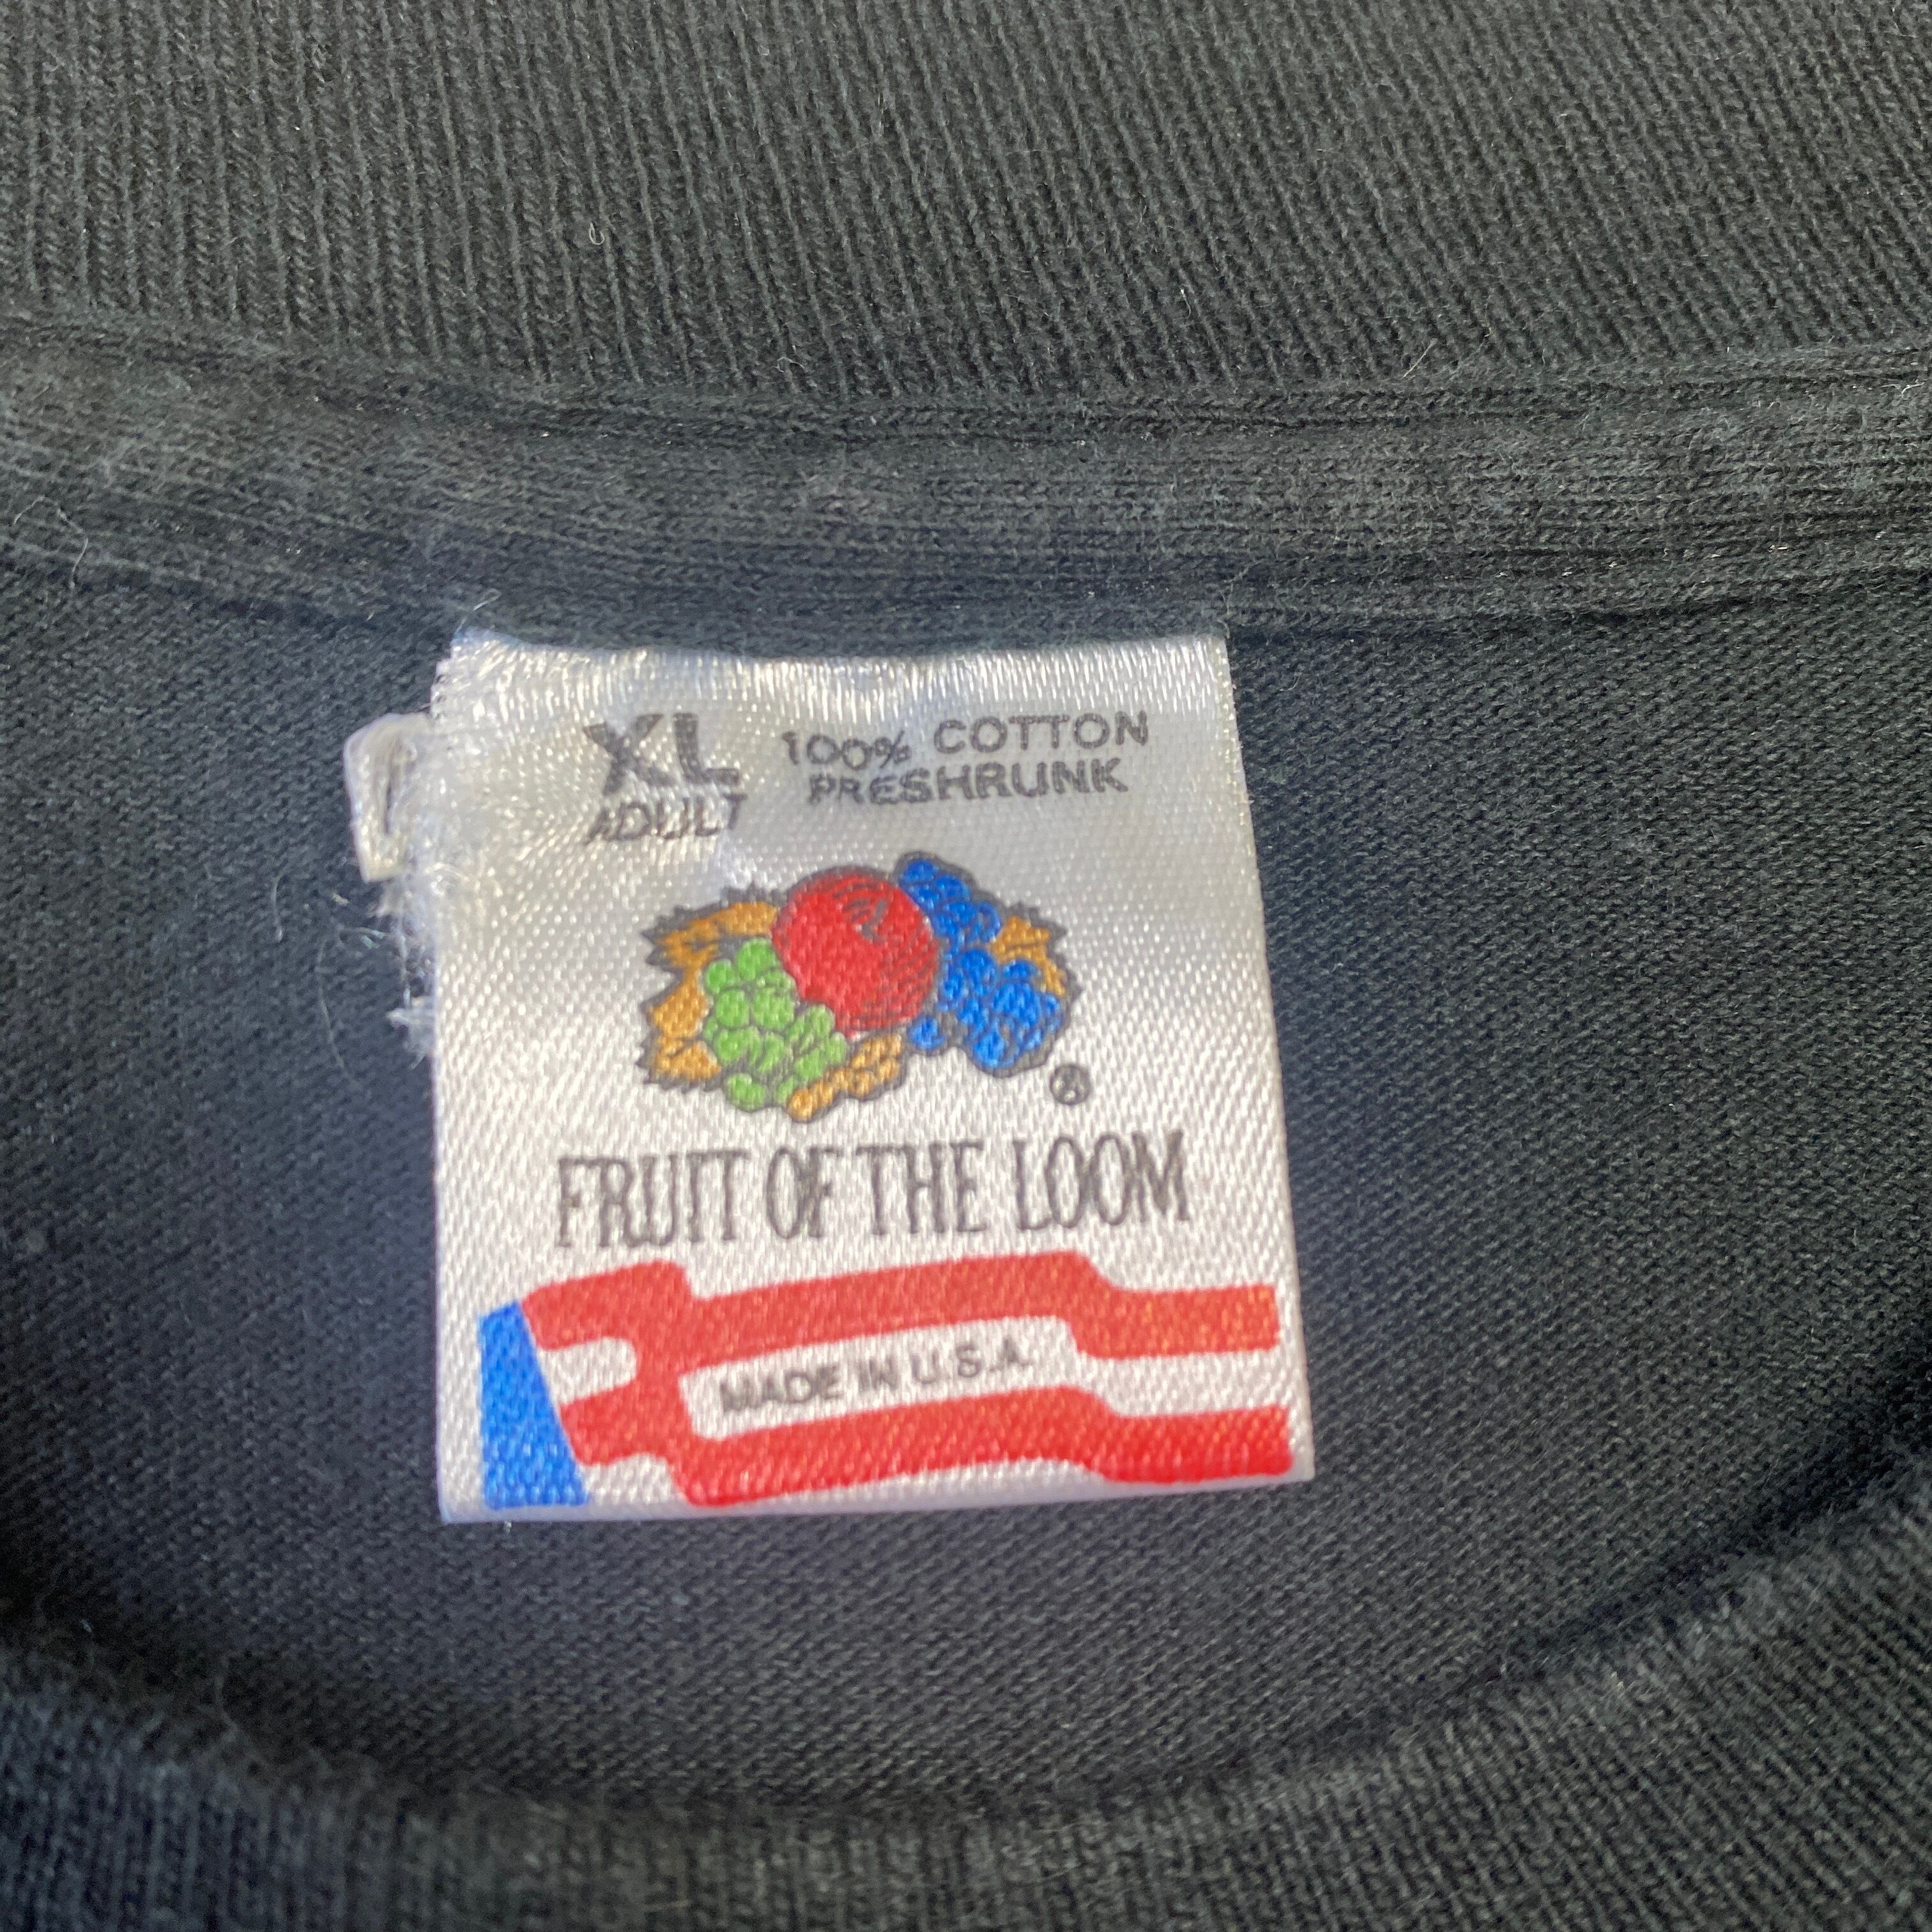 XL 100% COTTON
ADULT PRESHRUNK
®
FRUIT OF THE LOOM
MADE IN U.S.A.